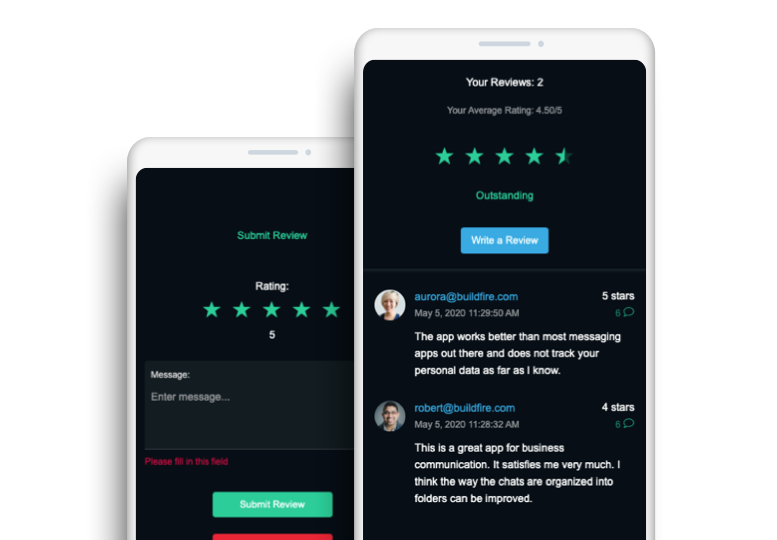 Submit Review
Rating:
5
Message:
Enter message...
Please fill in this field
Submit Review
Your Reviews: 2
Your Average Rating: 4.50/5
Outstanding
Write a Review
aurora@buildfire.com
5 stars
May 5, 2020 11:29:50 AM
6
The app works better than most messaging
apps out there and does not track your
personal data as far as I know.
robert@buildfire.com
4 stars
May 5, 2020 11:28:32 AM
6
This is a great app for business
communication. It satisfies me very much. I
think the way the chats are organized into
folders can be improved.